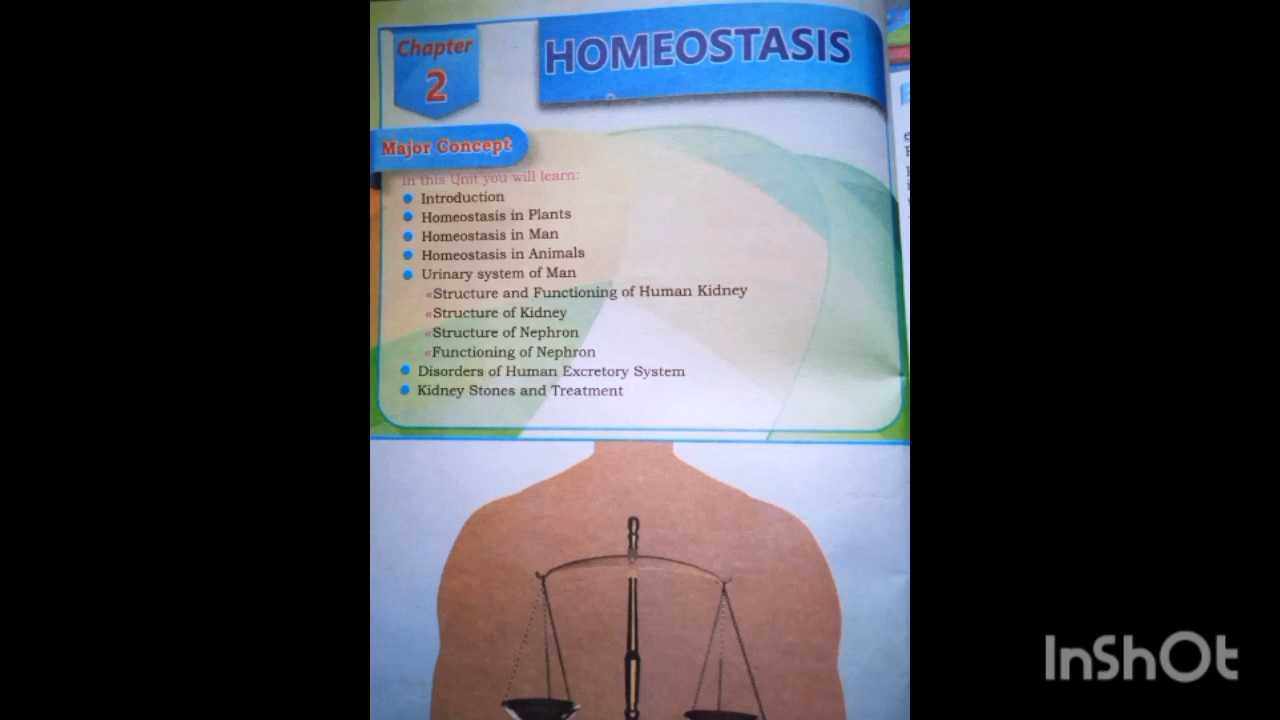 Chapter
2
HOMEOSTASIS
Major Concept
In this Unit you will learn:
Introduction
Homeostasis in Plants
Homeostasis in Man
Homeostasis in Animals
Urinary system of Man
«Structure and Functioning of Human Kidney
«Structure of Kidney
«Structure of Nephron
«Functioning of Nephron
Disorders of Human Excretory System
Kidney Stones and Treatment
InShOt